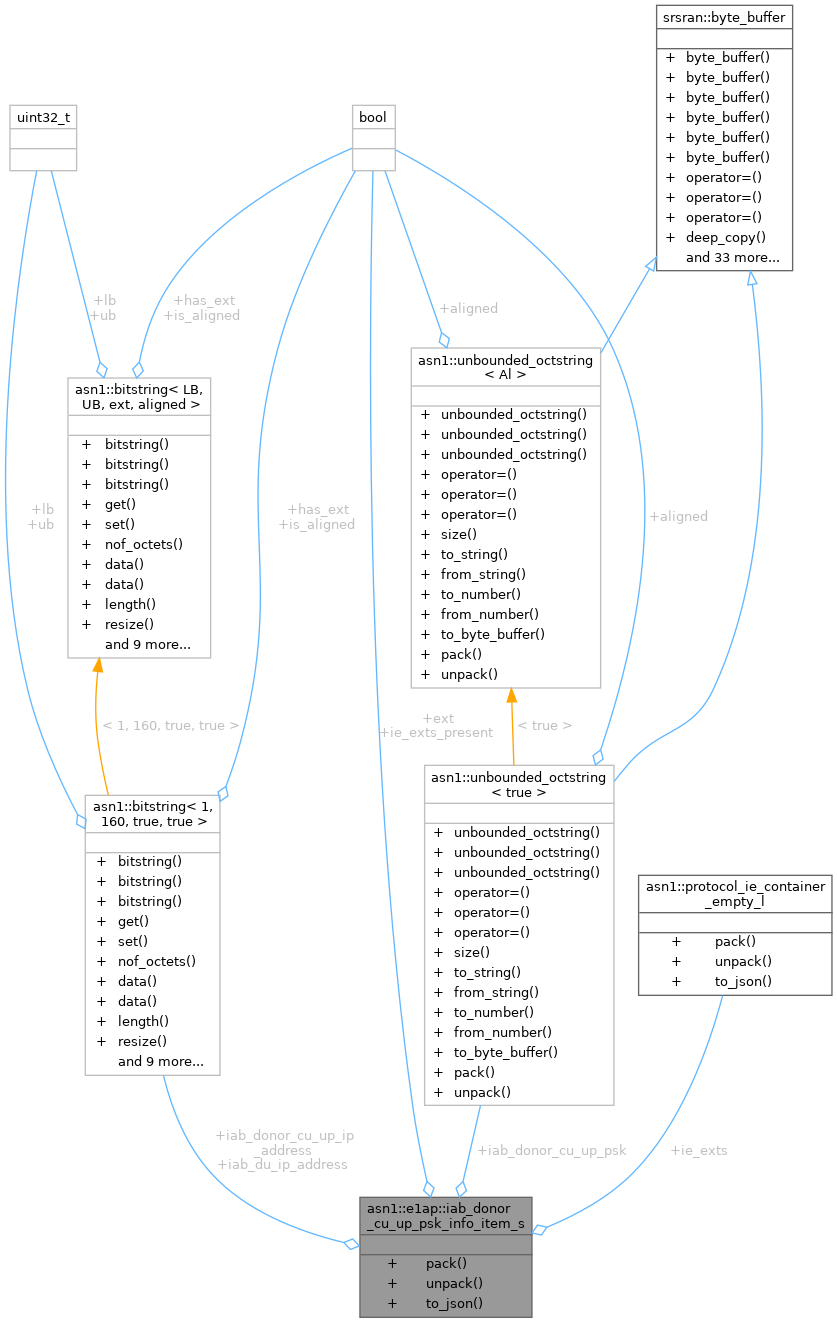 srsran::byte_buffer
+ byte_buffer()
+ byte_buffer()
+ byte_buffer()
+ byte_buffer()
+ byte_buffer()
+ byte_buffer()
+ operator=()
+ operator=()
+ operator=()
+ deep_copy()
and 33 more...
uint32_t
bool
+lb
+ub
+has_ext
+is_aligned
+aligned
asn1::bitstring< LB,
UB, ext, aligned >
+ bitstring()
+ bitstring()
+ bitstring()
+ get()
+ set()
+ nof_octets()
+ data()
+ data()
+ length()
+ resize()
and 9 more...
asn1::unbounded_octstring
< Al >
+ unbounded_octstring()
+ unbounded_octstring()
+ unbounded_octstring()
+ operator=()
+ operator=()
+ operator=()
+ size()
+ to_string()
+ from_string()
+ to_number()
+ from_number()
+ to_byte_buffer()
+ pack()
+ unpack()
+lb
+ub
+has_ext
+is_aligned
+aligned
< 1, 160, true, true >
+ext
+ie_exts_present
< true >
asn1::bitstring< 1,
160, true, true >
+ bitstring()
+ bitstring()
+ bitstring()
+ get()
+ set()
+ nof_octets()
+ data()
+ data()
+ length()
+ resize()
and 9 more...
asn1::unbounded_octstring
< true >
+ unbounded_octstring()
+ unbounded_octstring()
+ unbounded_octstring()
+ operator=()
+ operator=()
+ operator=()
+ size()
+ to_string()
+ from_string()
+ to_number()
+ from_number()
+ to_byte_buffer()
+ pack()
+ unpack()
asn1::protocol_ie_container
_empty_l
+ pack()
+ unpack()
+ to_json()
+iab_donor_cu_up_ip
_address
+iab_du_ip_address
+iab_donor_cu_up_psk
+ie_exts
asn1::e1ap::iab_donor
_cu_up_psk_info_item_s
+ pack()
+ unpack()
+ to_json()